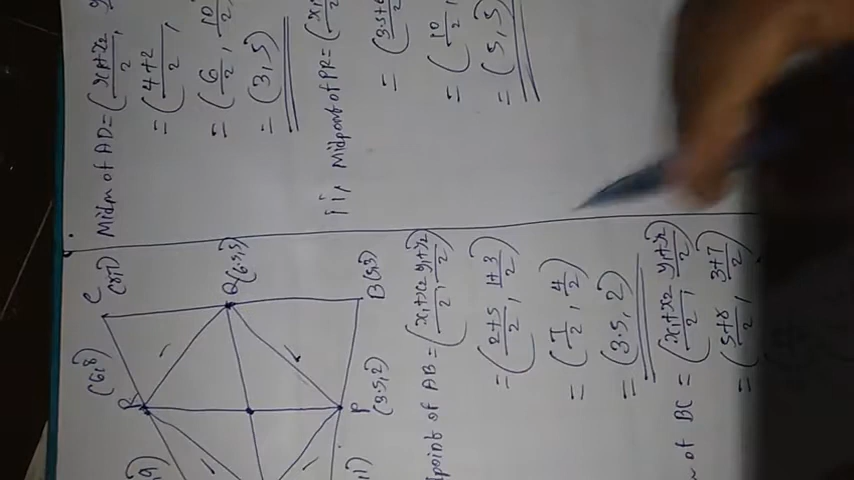 C
(8,7)
(6,8)
R
Q(6.5,5)
B(5,3)
P
(3.5,2)
point of AB = (x₁+x₂/2, y₁+y₂/2)
= (2+5/2, 1+3/2)
= (7/2, 4/2)
= (3.5, 2)
of BC = (x₁+x₂/2, y₁+y₂/2)
= (5+8/2, 3+7/2)
Midpt of AD = (x₁+x₂/2,
= (4+2/2,
= (6/2, 10/2,
= (3,5)
ii, Midpoint of PR = (x₁
= (3.5+6
= (10/2,
= (5,5)